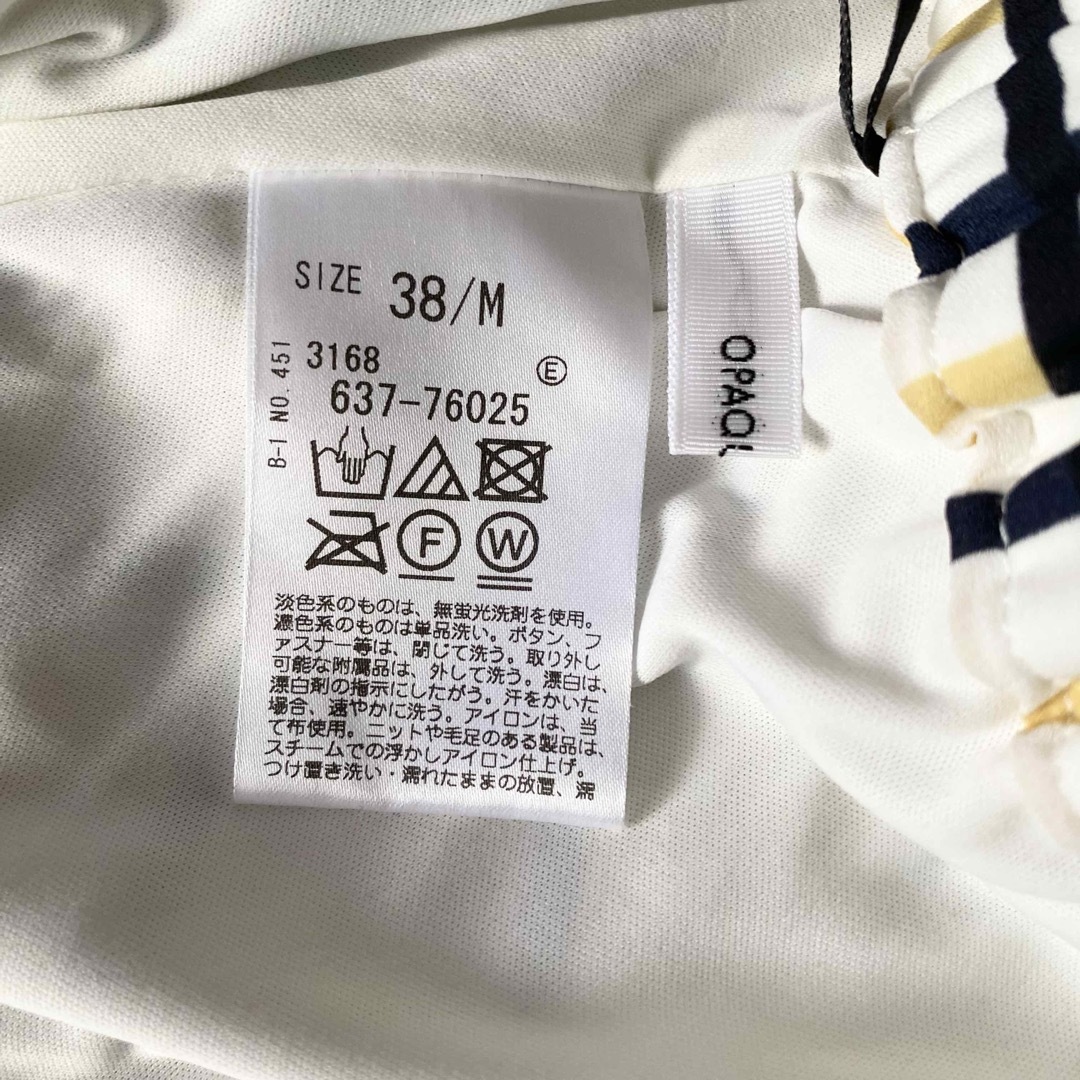 SIZE 38/M
B-1 NO. 451
3168
E
637-76025
F W
淡色系のものは、無蛍光洗剤を使用。
濃色系のものは単品洗い。ボタン、フ
ァスナー等は、閉じて洗う。取り外し
可能な附属品は、外して洗う。漂白は、
漂白剤の指示にしたがう。汗をかいた
場合、速やかに洗う。アイロンは、当
て布使用。ニットや毛足のある製品は、
スチームでの浮かしアイロン仕上げ。
つけ置き洗い・濡れたままの放置、濡
OPAQ